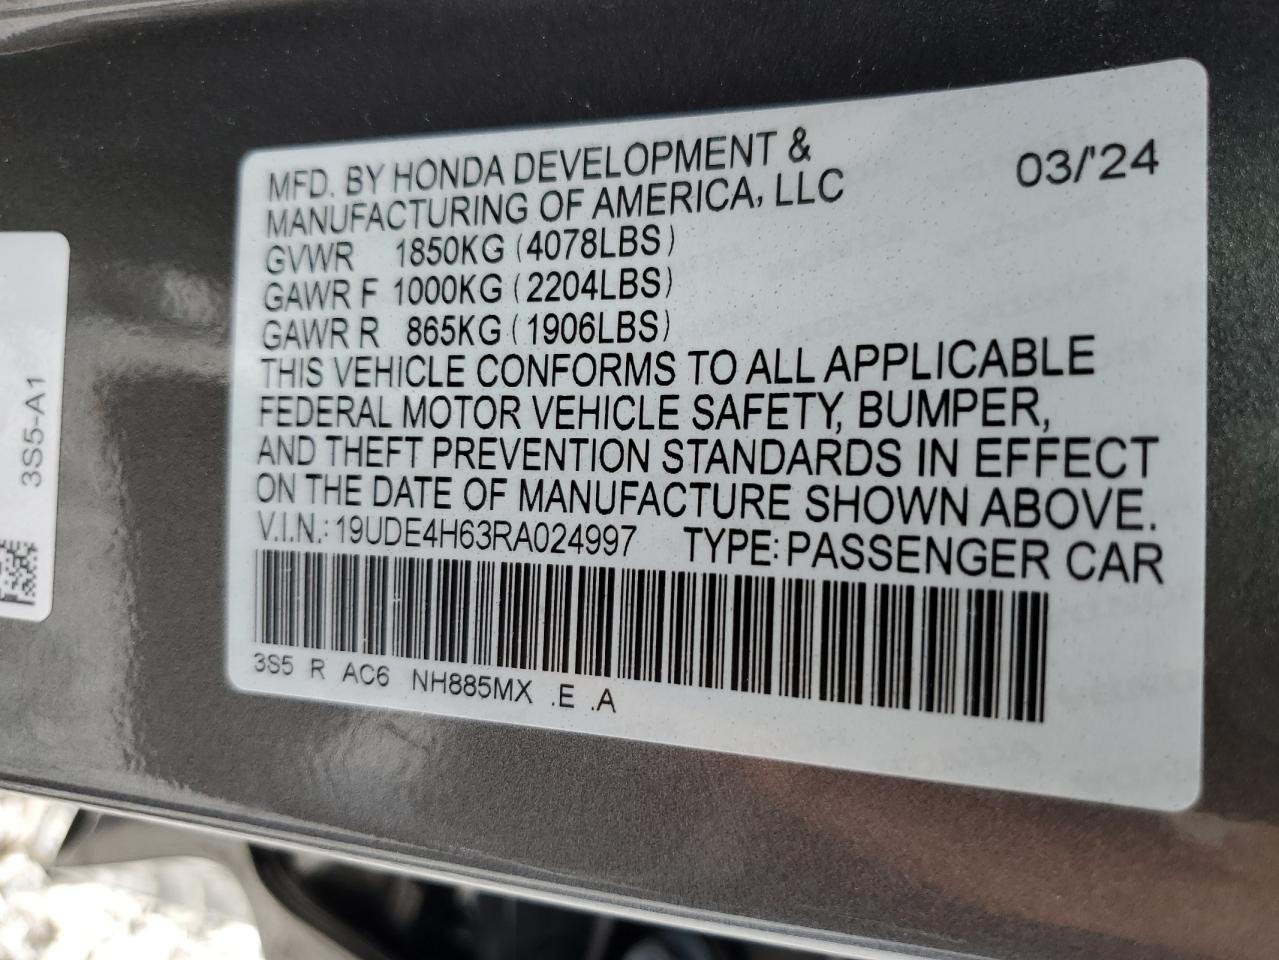 MFD. BY HONDA DEVELOPMENT &
MANUFACTURING OF AMERICA, LLC
03/'24
GVWR 1850KG (4078LBS)
GAWR F 1000KG (2204LBS)
GAWR R 865KG (1906LBS)
THIS VEHICLE CONFORMS TO ALL APPLICABLE
FEDERAL MOTOR VEHICLE SAFETY, BUMPER,
AND THEFT PREVENTION STANDARDS IN EFFECT
ON THE DATE OF MANUFACTURE SHOWN ABOVE.
V.I.N.: 19UDE4H63RA024997 TYPE: PASSENGER CAR
3S5 R AC6 NH885MX .E .A
3S5-A1